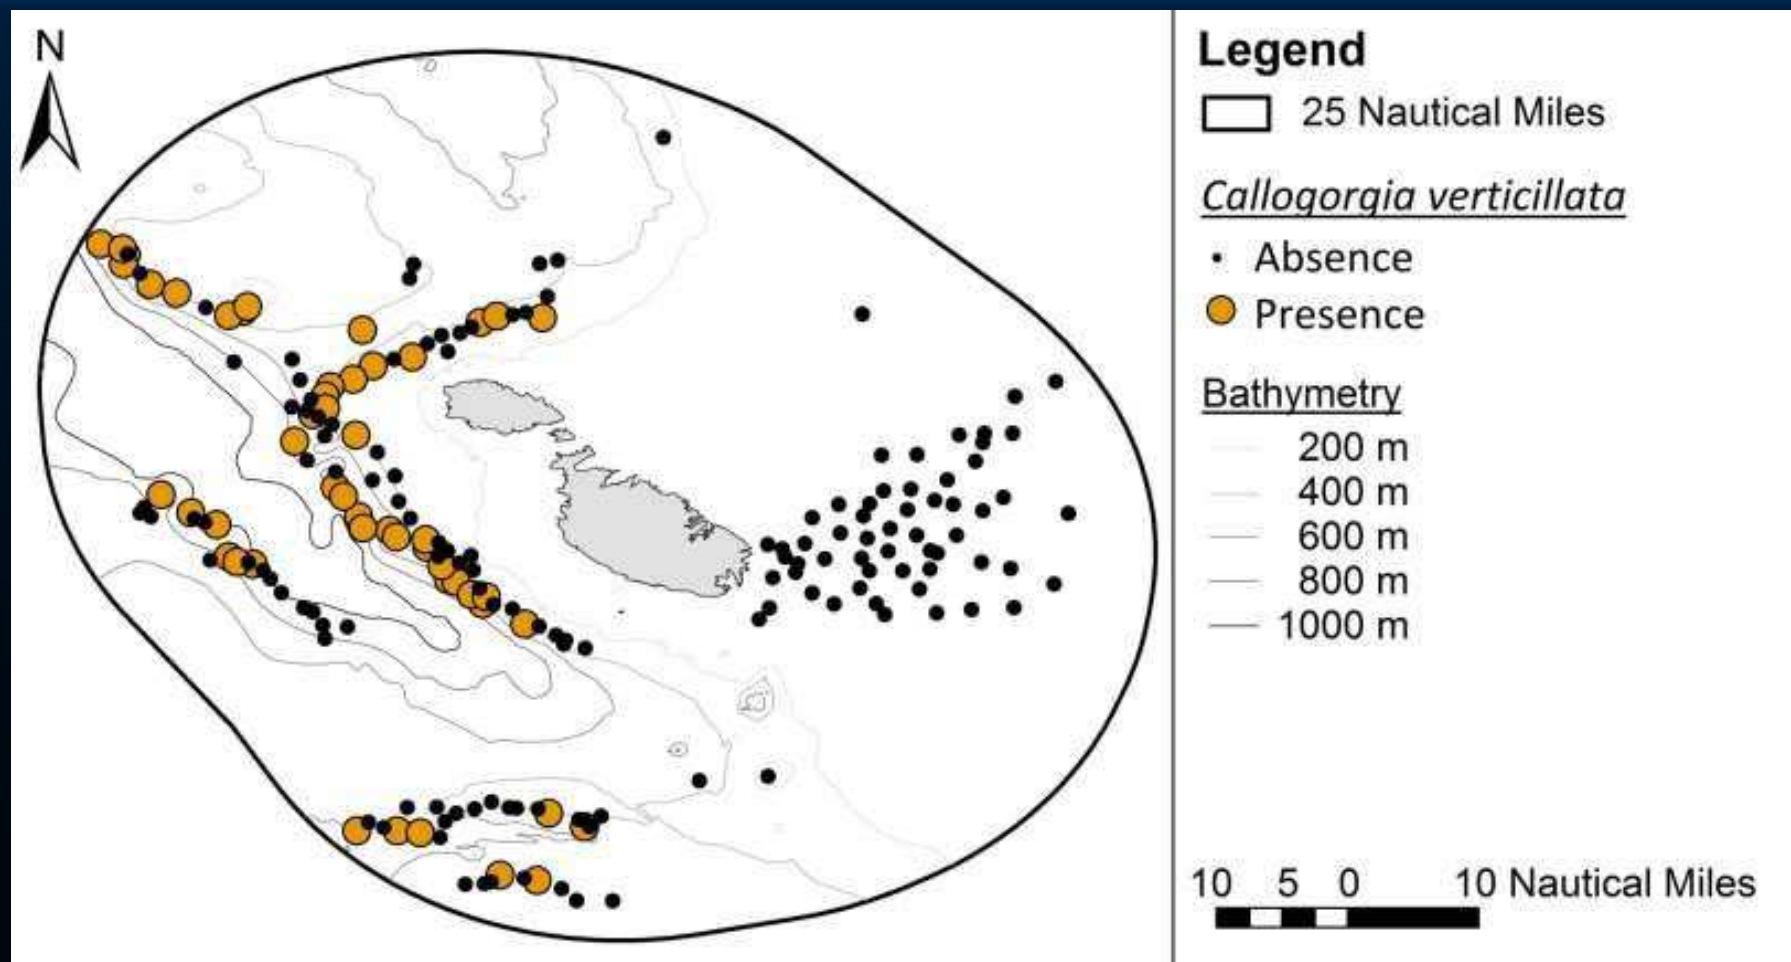 N
Legend
25 Nautical Miles
Callogorgia verticillata
Absence
Presence
Bathymetry
200 m
400 m
600 m
800 m
1000 m
10 5 0 10 Nautical Miles